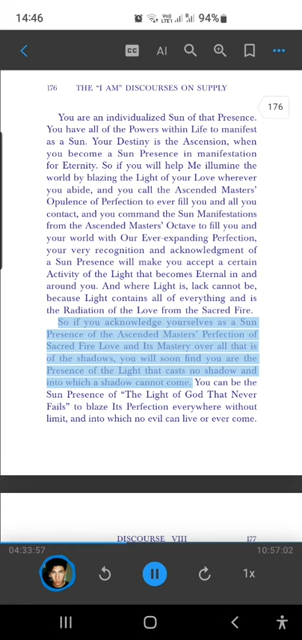 14:46
94%
CC
AI
176 THE "I AM" DISCOURSES ON SUPPLY
176
You are an individualized Sun of that Presence.
You have all of the Powers within Life to manifest
as a Sun. Your Destiny is the Ascension, when
you become a Sun Presence in manifestation
for Eternity. So if you will help Me illumine the
world by blazing the Light of your Love wherever
you abide, and you call the Ascended Masters'
Opulence of Perfection to ever fill you and all you
contact, and you command the Sun Manifestations
from the Ascended Masters' Octave to fill you and
your world with Our Ever-expanding Perfection,
your very recognition and acknowledgment of
a Sun Presence will make you accept a certain
Activity of the Light that becomes Eternal in and
around you. And where Light is, lack cannot be,
because Light contains all of everything and is
the Radiation of the Love from the Sacred Fire.
So if you acknowledge yourselves as a Sun
Presence of the Ascended Masters' Perfection of
Sacred Fire Love and Its Mastery over all that is
of the shadows, you will soon find you are the
Presence of the Light that casts no shadow and
into which a shadow cannot come. You can be the
Sun Presence of "The Light of God That Never
Fails" to blaze Its Perfection everywhere without
limit, and into which no evil can live or ever come.
DISCOURSE VIII 177
04:33:57 10:57:02
1x